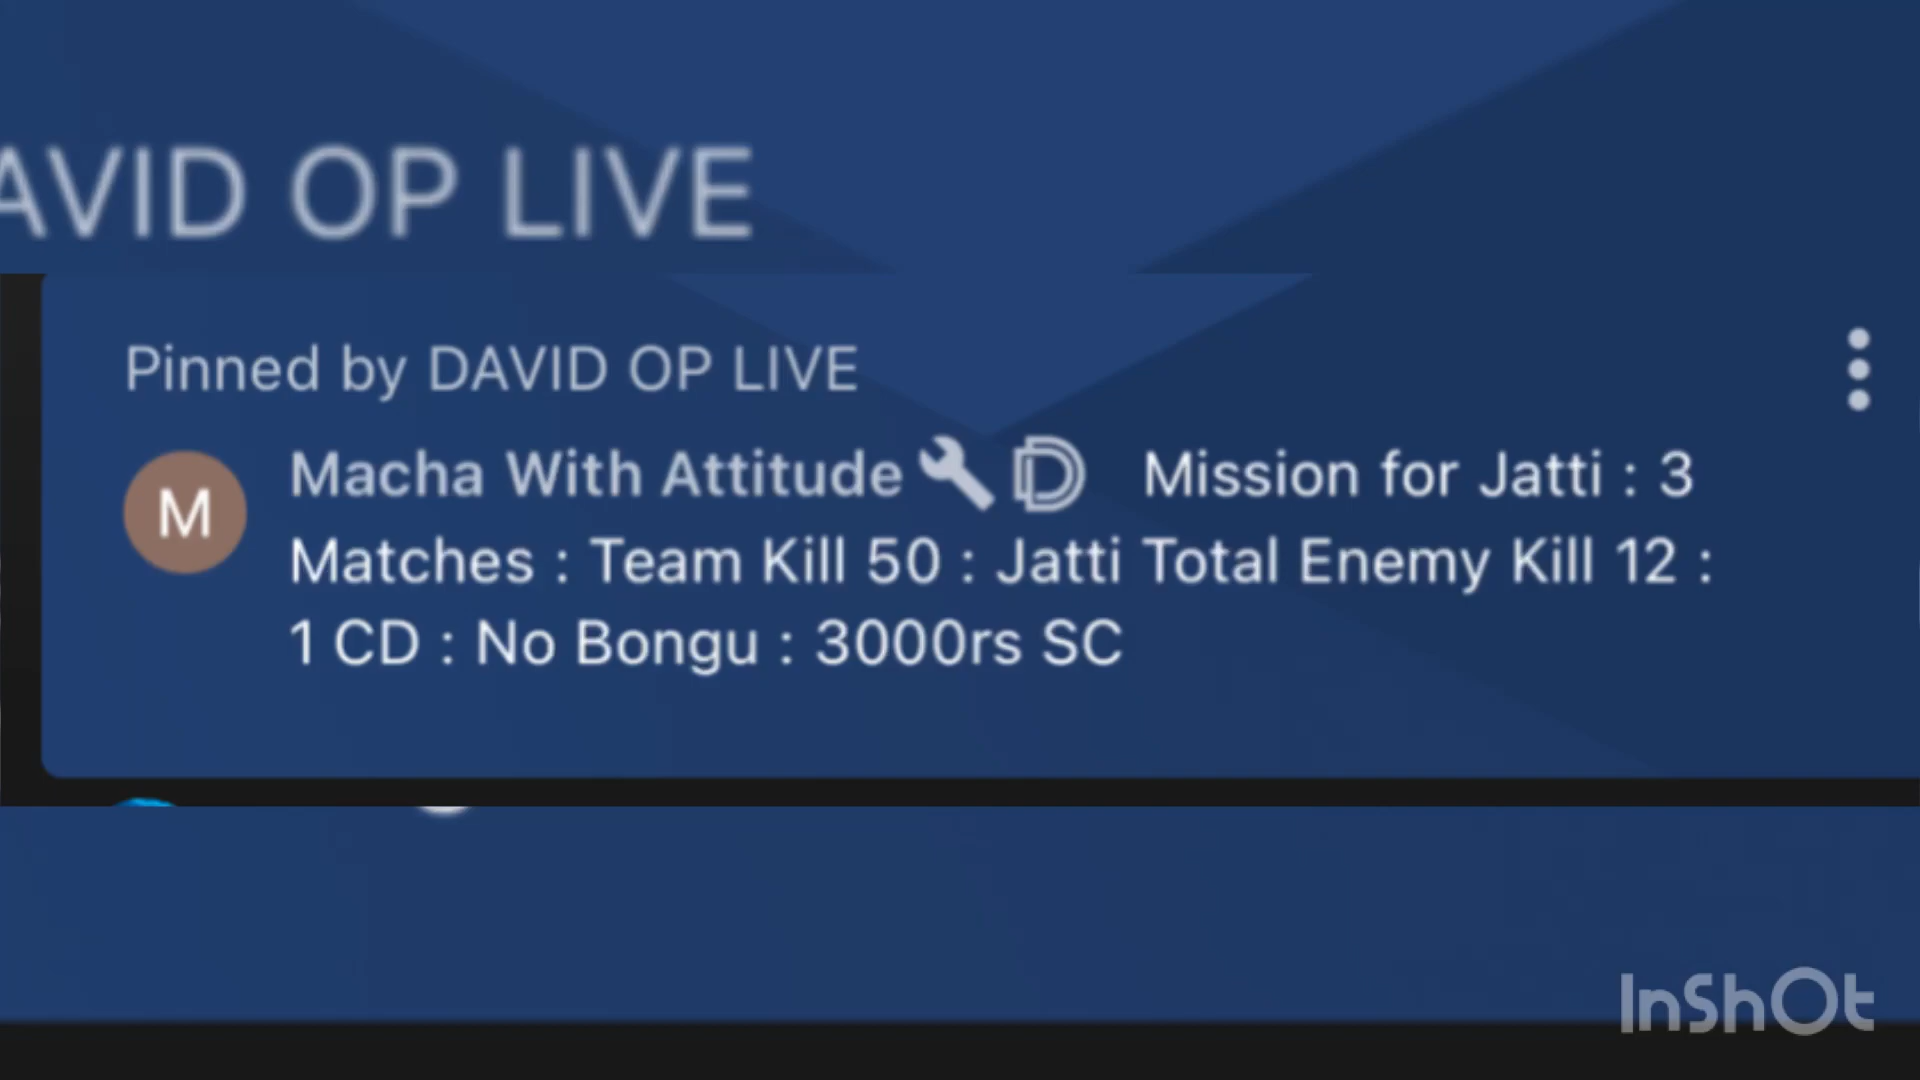 AVID OP LIVE
Pinned by DAVID OP LIVE
M
Macha With Attitude Mission for Jatti : 3
Matches : Team Kill 50 : Jatti Total Enemy Kill 12 :
1 CD : No Bongu : 3000rs SC
InShOt